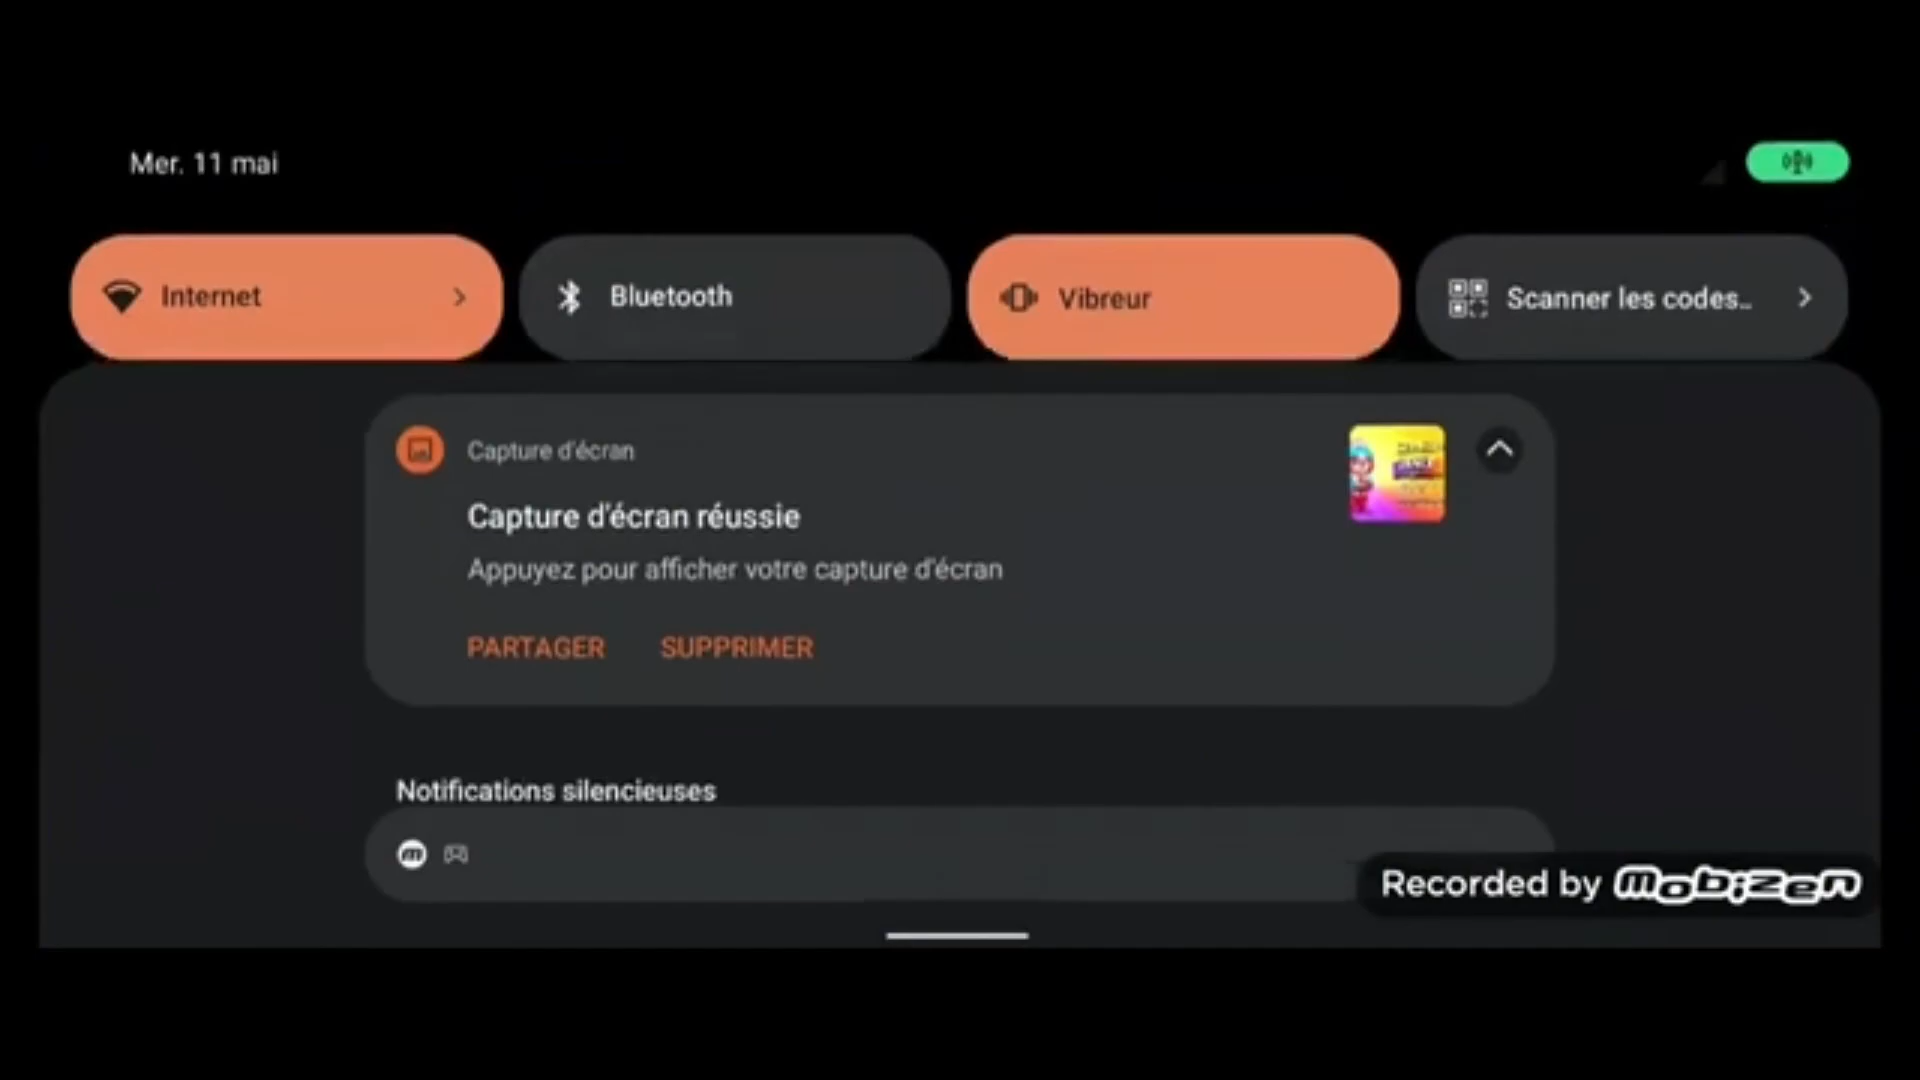 Mer. 11 mai
Internet
Bluetooth
Vibreur
Scanner les codes..
Capture d'écran
Capture d'écran réussie
Appuyez pour afficher votre capture d'écran
PARTAGER
SUPPRIMER
Notifications silencieuses
m
Recorded by mobizen